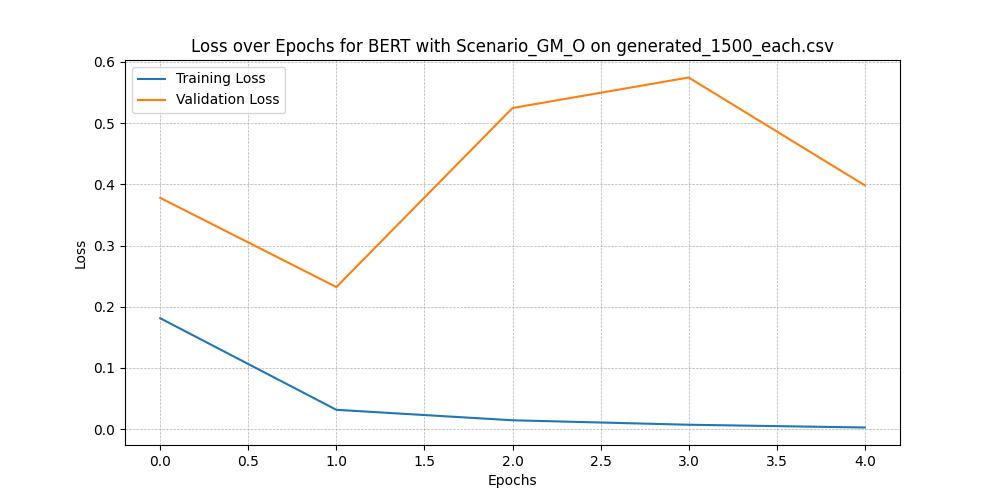 Loss over Epochs for BERT with Scenario_GM_O on generated_1500_each.csv
Training Loss
Validation Loss
0.6
0.5
0.4
0.3
0.2
0.1
0.0
Loss
0.0 0.5 1.0 1.5 2.0 2.5 3.0 3.5 4.0
Epochs